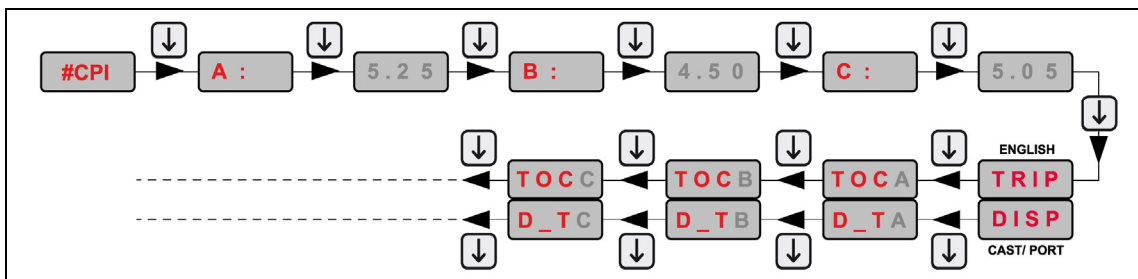 #CPI A : 5.25 B : 4.50 C : 5.05
ENGLISH
TOCC TOCB TOCA TRIP
D_TC D_TB D_TA DISP
CAST/ PORT